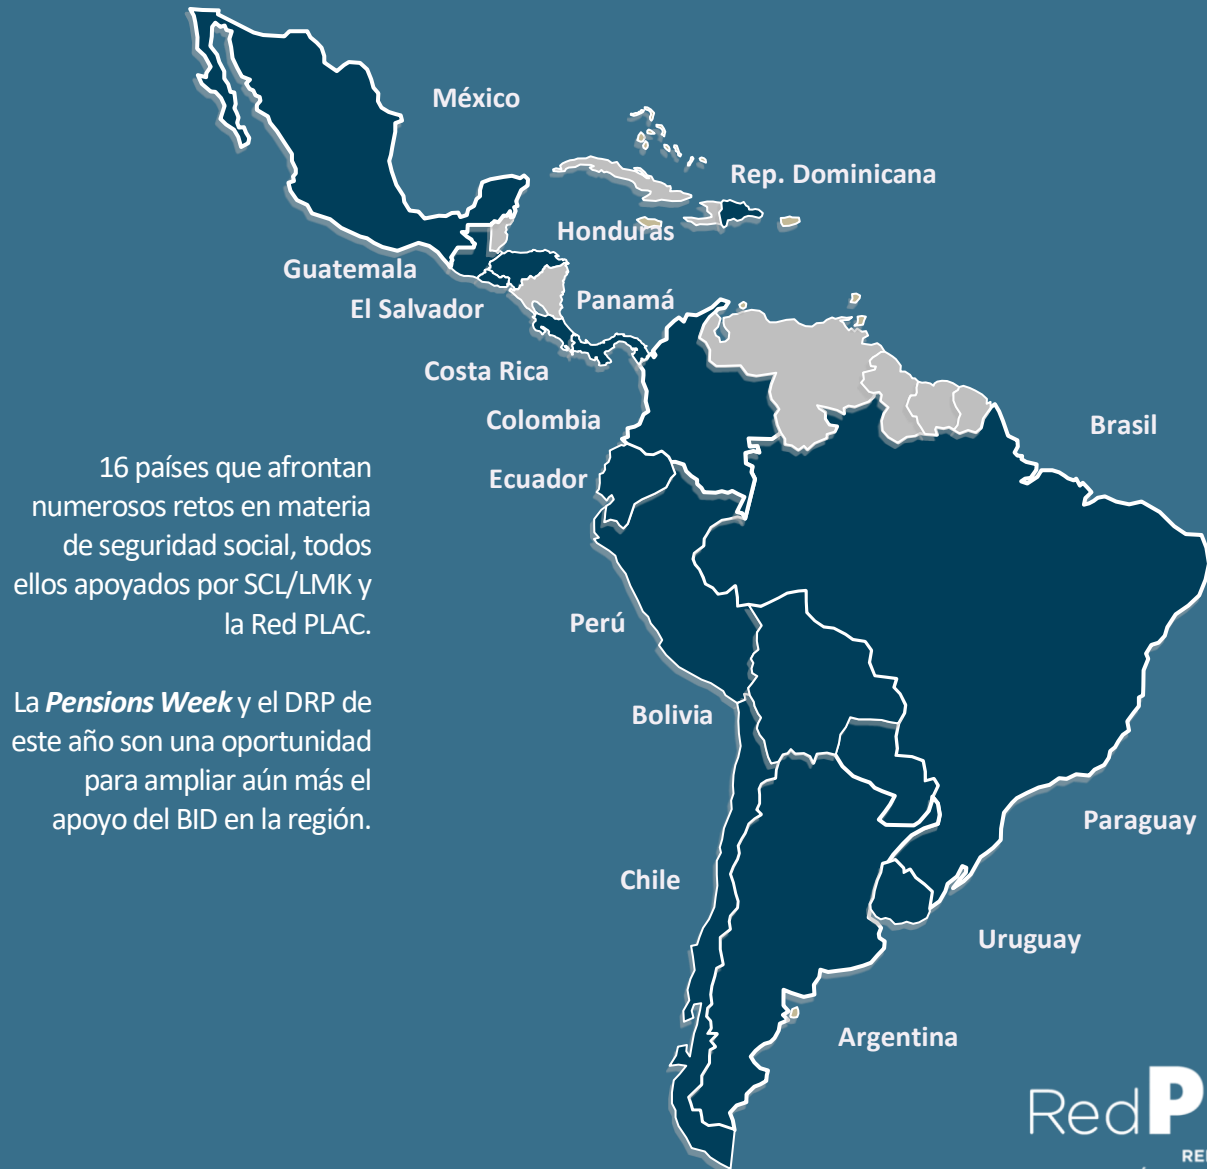 México
Rep. Dominicana
Honduras
Guatemala
El Salvador
Panamá
Costa Rica
Colombia
Brasil
Ecuador
16 países que afrontan
numerosos retos en materia
de seguridad social, todos
ellos apoyados por SCL/LMK y
la Red PLAC.
Perú
La Pensions Week y el DRP de
este año son una oportunidad
para ampliar aún más el
apoyo del BID en la región.
Bolivia
Paraguay
Chile
Uruguay
Argentina
Red P